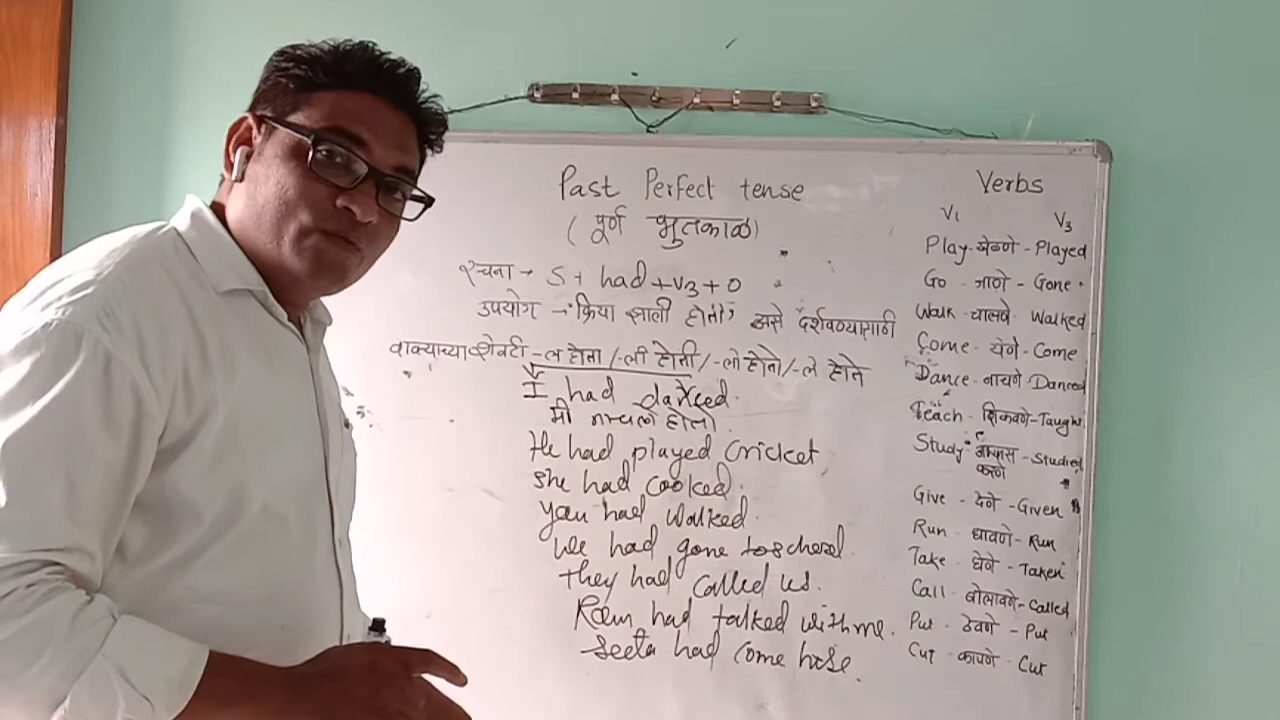 Past Perfect tense
(पूर्ण भुतकाळ)
रचना → S + had + V3 + O
उपयोग → 'क्रिया झाली होती', असे दर्शवण्यासाठी
वाक्याच्या शेवटी -ल होता /-ली होती /-लो होतो /-ले होते
I had danced.
मी नाचलो होतो.
He had played cricket.
She had cooked.
You had walked.
We had gone to
They had called us.
Ram had talked with me.
Seeta had come
Verbs
V1 V3
Play - खेळणे - Played
Go - जाणे - Gone
Walk - चालणे - Walked
Come - येणे - Come
Dance - नाचणे - Danced
Teach - शिकवणे - Taught
Study - अभ्यास - Studied
करणे
Give - देणे - Given
Run - धावणे - Run
Take - घेणे - Taken
Call - बोलावणे - Called
Put - ठेवणे - Put
Cut - कापणे - Cut